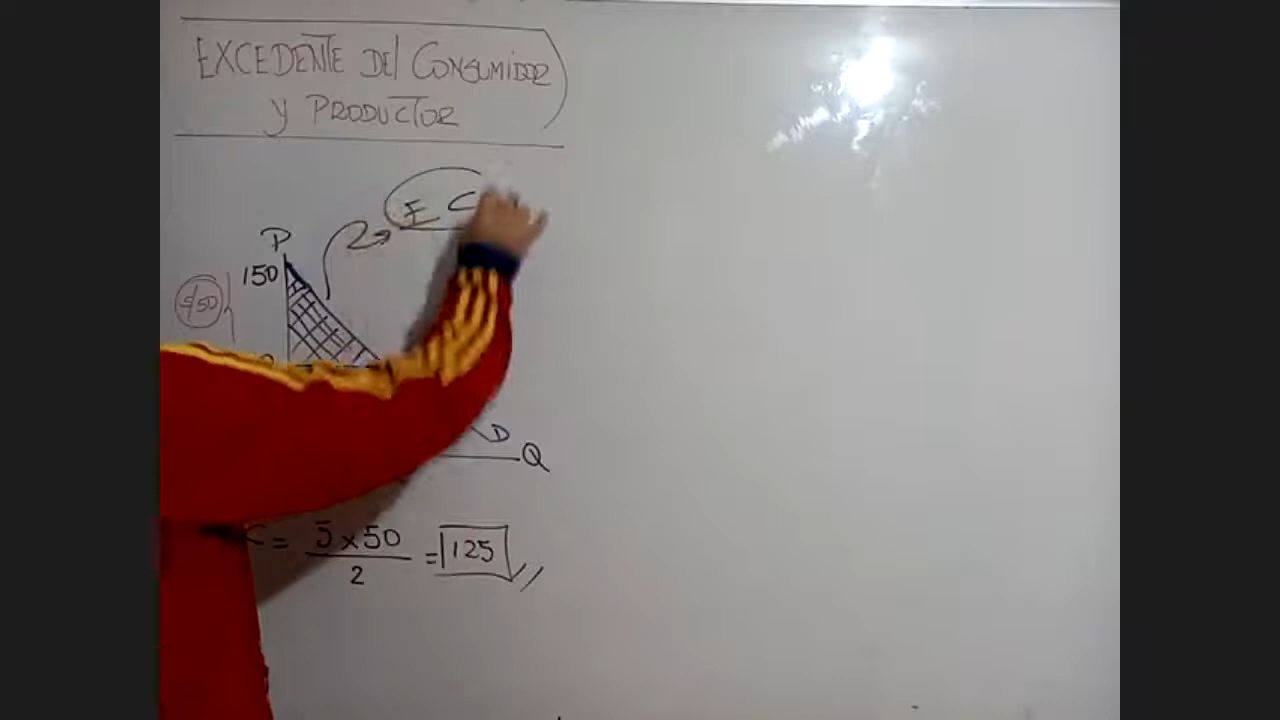 EXCEDENTE DEL CONSUMIDOR
Y PRODUCTOR
E C
P
150
S/50
D
Q
C = 5 x 50 / 2 = 125